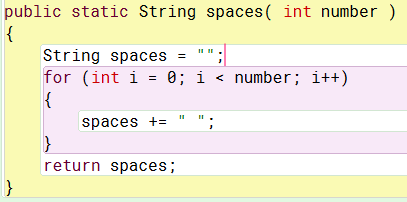 public static String spaces( int number )
{
String spaces = "";
for (int i = 0; i < number; i++)
{
spaces += " ";
}
return spaces;
}